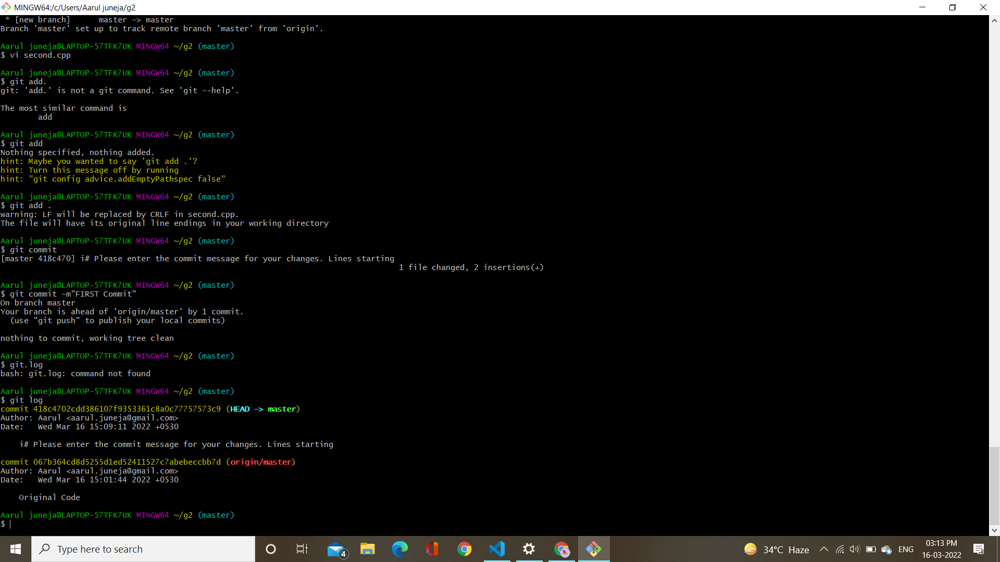 MINGW64:/c/Users/Aarul juneja/g2
* [new branch]      master -> master
Branch 'master' set up to track remote branch 'master' from 'origin'.
Aarul juneja@LAPTOP-57TFK7UK MINGW64 ~/g2 (master)
$ vi second.cpp
Aarul juneja@LAPTOP-57TFK7UK MINGW64 ~/g2 (master)
$ git add.
git: 'add.' is not a git command. See 'git --help'.
The most similar command is
        add
Aarul juneja@LAPTOP-57TFK7UK MINGW64 ~/g2 (master)
$ git add
Nothing specified, nothing added.
hint: Maybe you wanted to say 'git add .'?
hint: Turn this message off by running
hint: "git config advice.addEmptyPathspec false"
Aarul juneja@LAPTOP-57TFK7UK MINGW64 ~/g2 (master)
$ git add .
warning: LF will be replaced by CRLF in second.cpp.
The file will have its original line endings in your working directory
Aarul juneja@LAPTOP-57TFK7UK MINGW64 ~/g2 (master)
$ git commit
[master 418c470] i# Please enter the commit message for your changes. Lines starting
1 file changed, 2 insertions(+)
Aarul juneja@LAPTOP-57TFK7UK MINGW64 ~/g2 (master)
$ git commit -m"FIRST Commit"
On branch master
Your branch is ahead of 'origin/master' by 1 commit.
  (use "git push" to publish your local commits)
nothing to commit, working tree clean
Aarul juneja@LAPTOP-57TFK7UK MINGW64 ~/g2 (master)
$ git.log
bash: git.log: command not found
Aarul juneja@LAPTOP-57TFK7UK MINGW64 ~/g2 (master)
$ git log
commit 418c4702cdd386107f9353361c8a0c77757573c9 (HEAD -> master)
Author: Aarul <aarul.juneja@gmail.com>
Date:   Wed Mar 16 15:09:11 2022 +0530
    i# Please enter the commit message for your changes. Lines starting
commit 067b364cd8d5255d1ed52411527c7abebeccbb7d (origin/master)
Author: Aarul <aarul.juneja@gmail.com>
Date:   Wed Mar 16 15:01:44 2022 +0530
    Original Code
Aarul juneja@LAPTOP-57TFK7UK MINGW64 ~/g2 (master)
$
Type here to search
4
34°C Haze
ENG
03:13 PM
16-03-2022